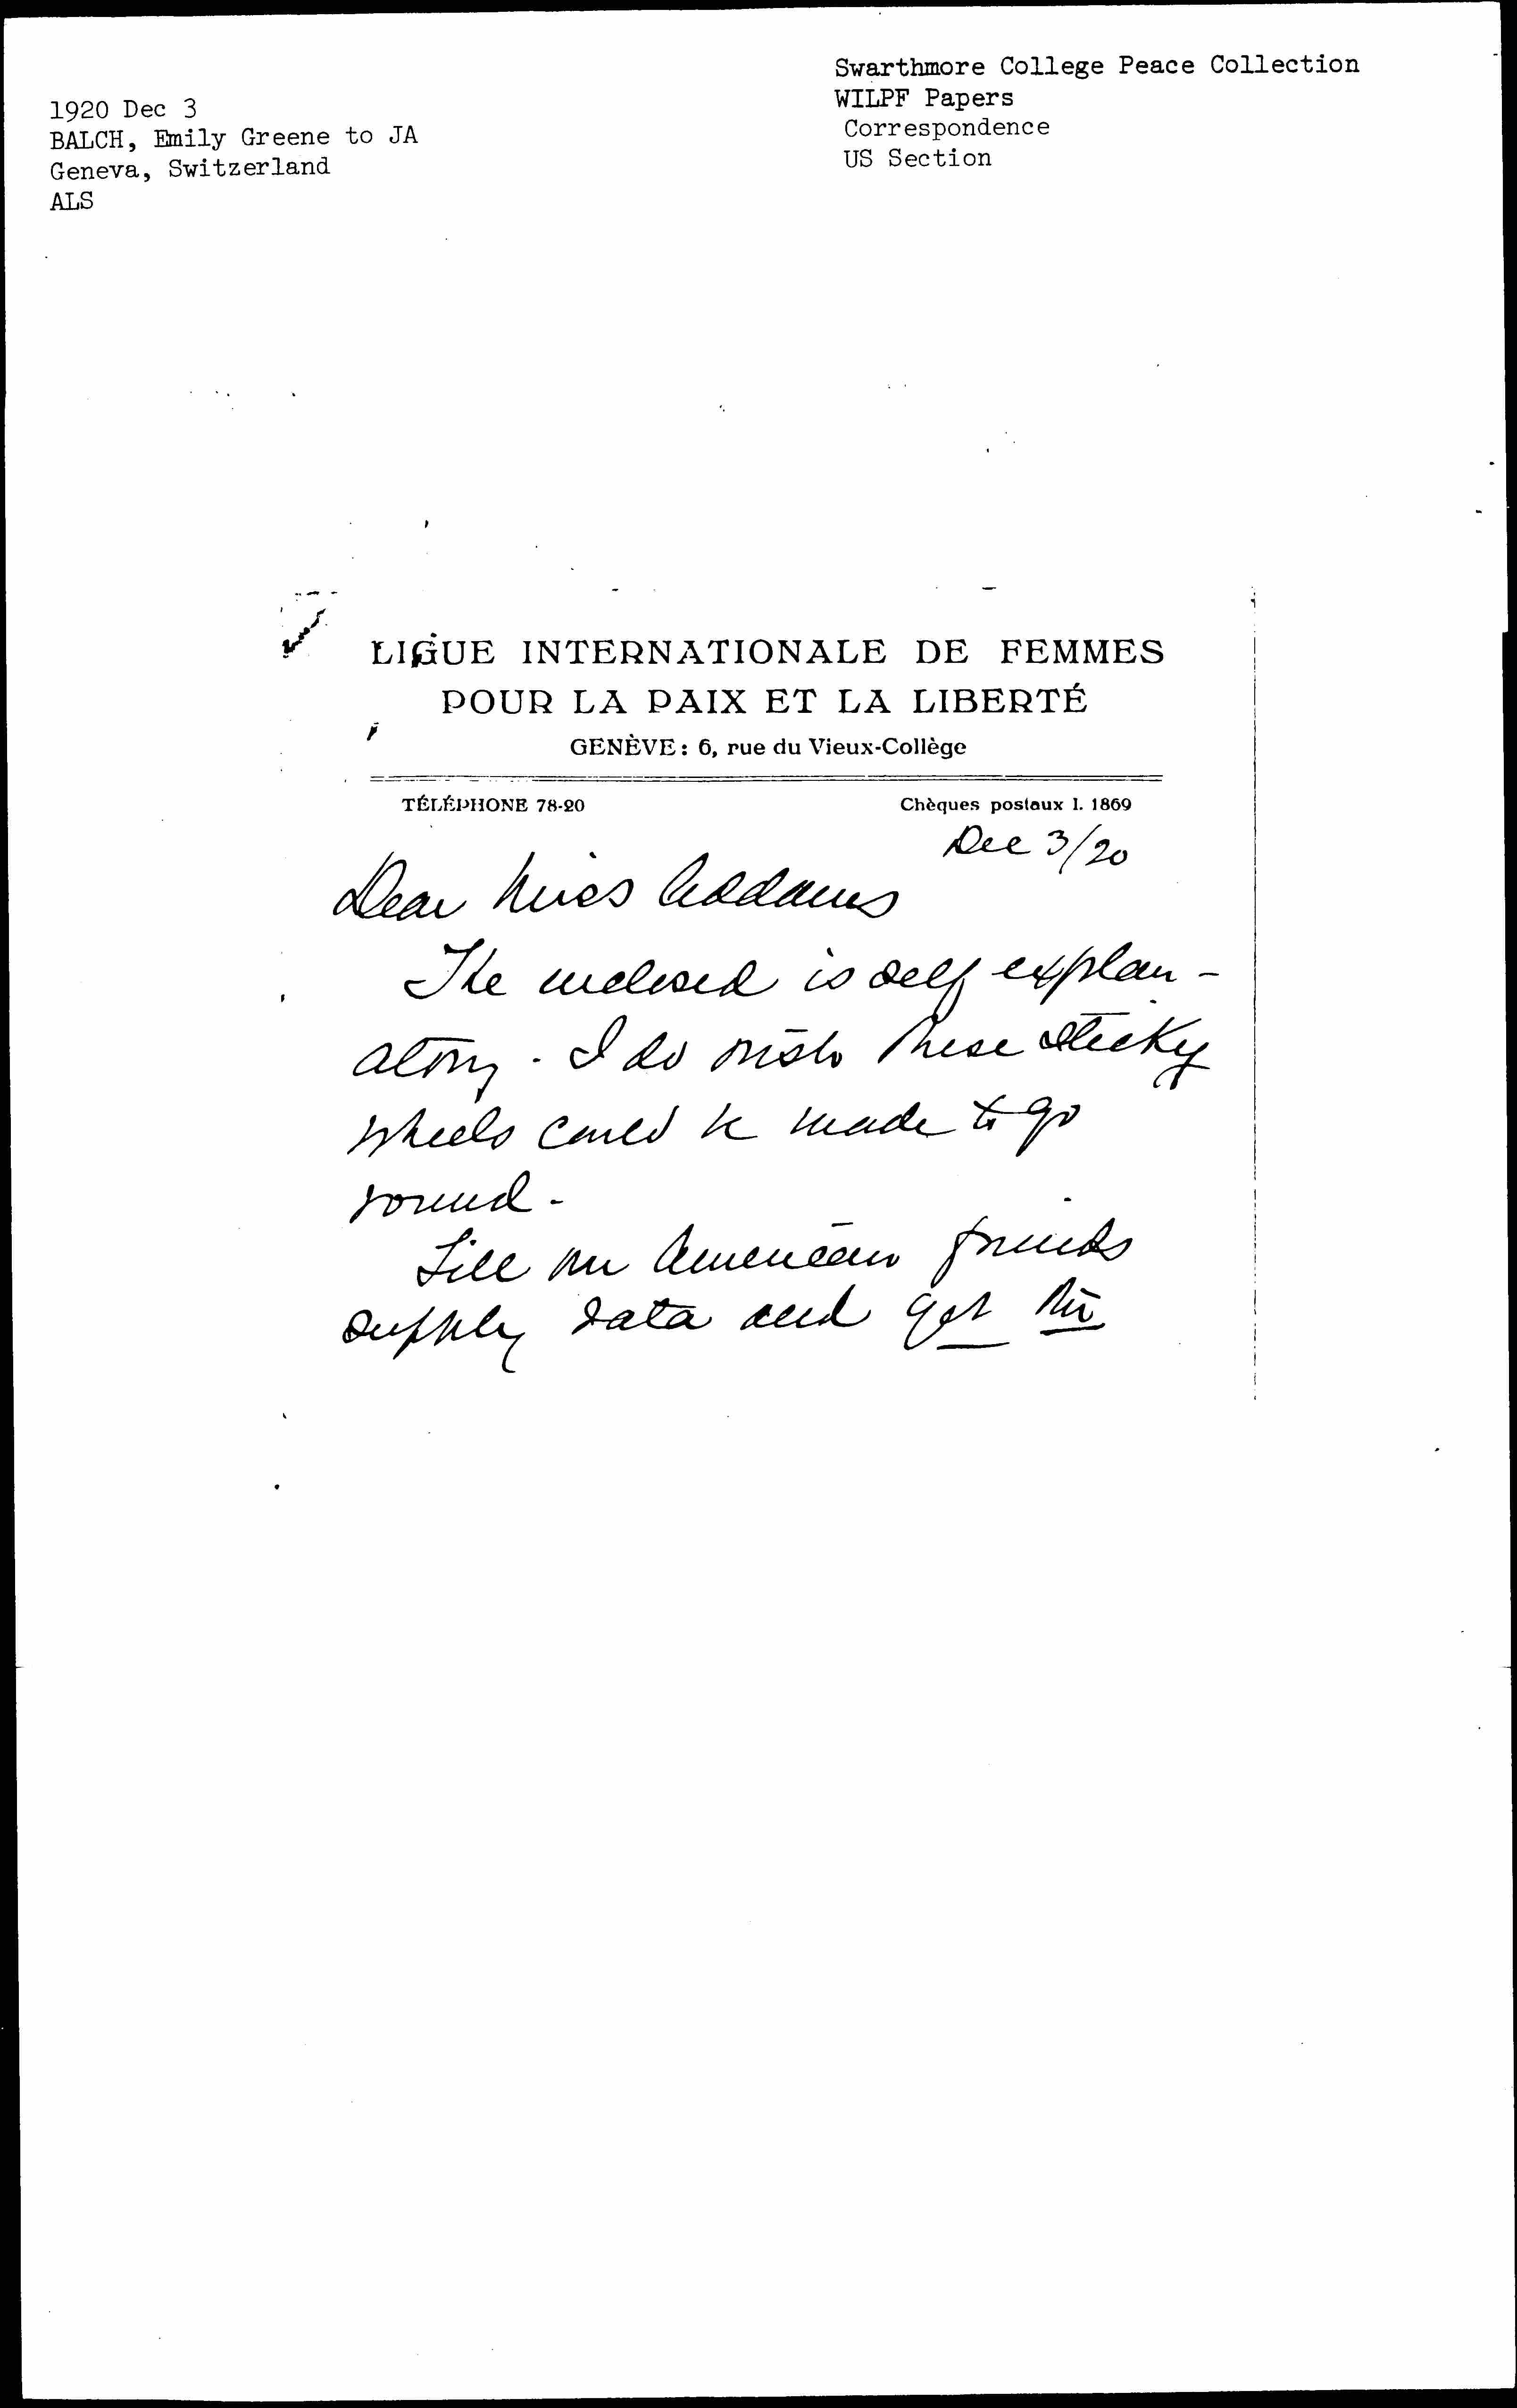 1920 Dec 3
BALCH, Emily Greene to JA
Geneva, Switzerland
ALS
Swarthmore College Peace Collection
WILPF Papers
Correspondence
US Section
LIGUE INTERNATIONALE DE FEMMES
POUR LA PAIX ET LA LIBERTÉ
GENÈVE: 6, rue du Vieux-Collège
TÉLÉPHONE 78-20
Chèques postaux I. 1869
Dec 3/20
Dear Miss Addams
The enclosed is self explan-
atory. I do wish these sticky
wheels could be made to go
round.
Till our American friends
supply data and get the